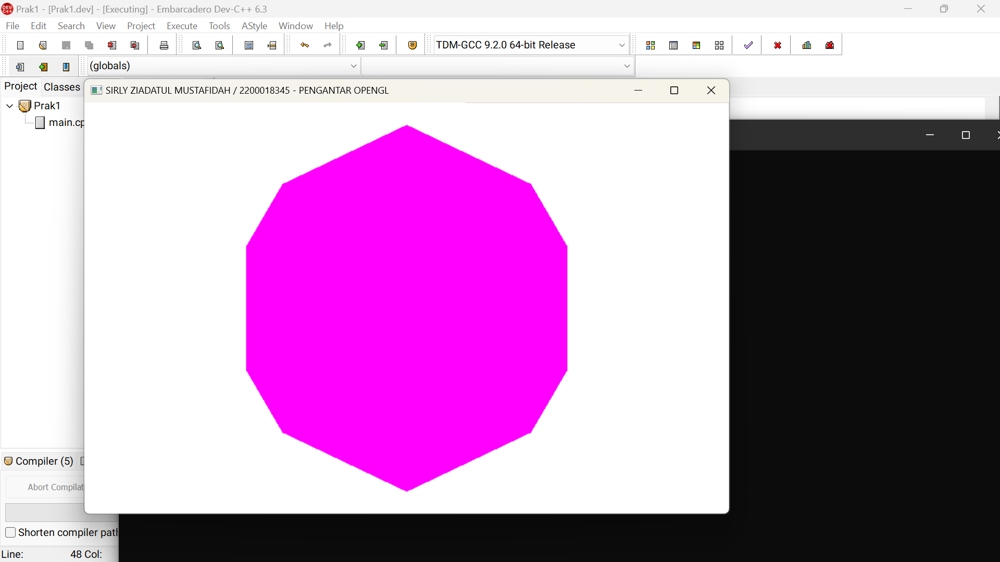 DEV C++ Prak1 - [Prak1.dev] - [Executing] - Embarcadero Dev-C++ 6.3
File Edit Search View Project Execute Tools AStyle Window Help
TDM-GCC 9.2.0 64-bit Release
(globals)
Project Classes
SIRLY ZIADATUL MUSTAFIDAH / 2200018345 - PENGANTAR OPENGL
Prak1
main.cp
Compiler (5)
Abort Compilat
Shorten compiler path
Line: 48 Col: